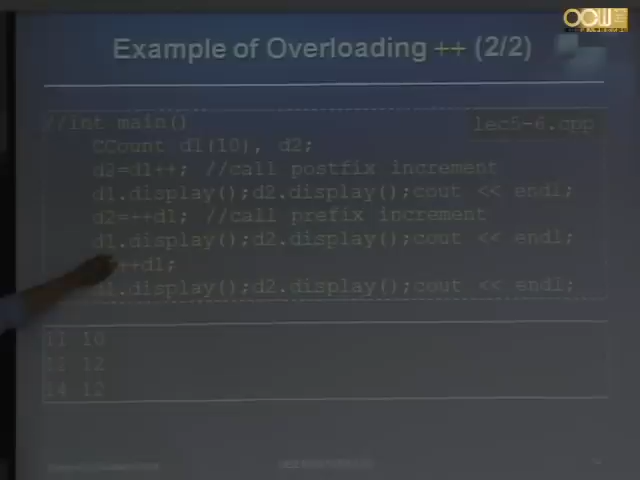 OCW
Example of Overloading ++ (2/2)
//int main()
lec5-6.cpp
CCount d1(10), d2;
d2=d1++; //call postfix increment
d1.display();d2.display();cout << endl;
d2=++d1; //call prefix increment
d1.display();d2.display();cout << endl;
++d1;
d1.display();d2.display();cout << endl;
11 10
12 12
14 12